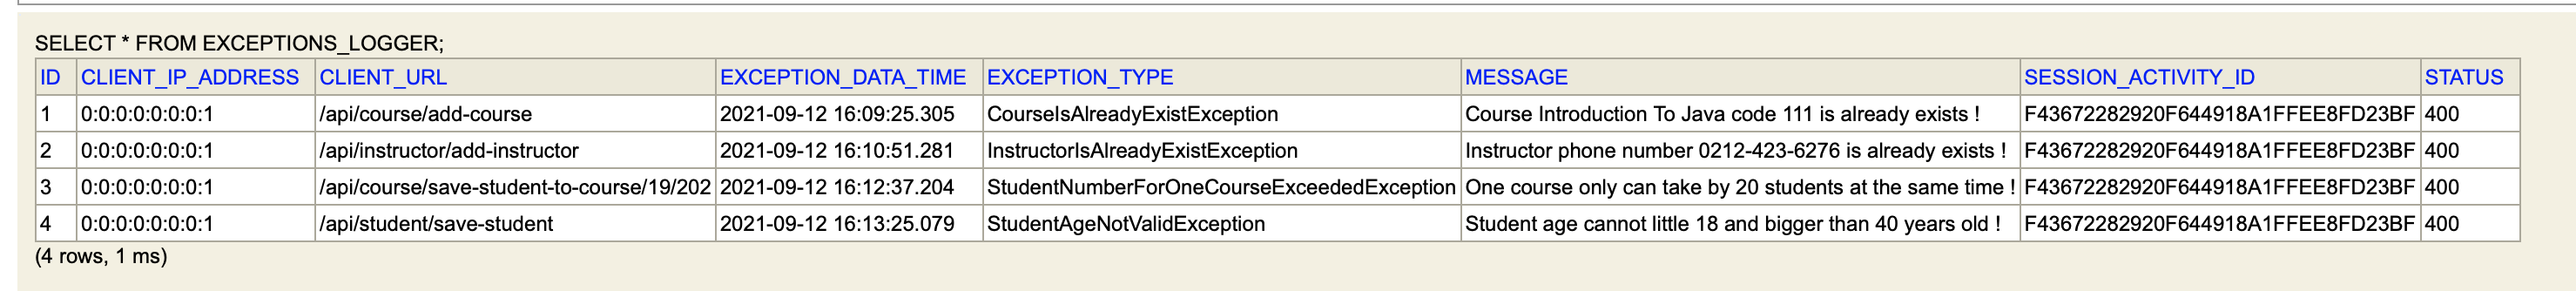 SELECT * FROM EXCEPTIONS_LOGGER;
ID CLIENT_IP_ADDRESS CLIENT_URL EXCEPTION_DATA_TIME EXCEPTION_TYPE MESSAGE SESSION_ACTIVITY_ID STATUS
1 0:0:0:0:0:0:0:1 /api/course/add-course 2021-09-12 16:09:25.305 CourseIsAlreadyExistException Course Introduction To Java code 111 is already exists ! F43672282920F644918A1FFEE8FD23BF 400
2 0:0:0:0:0:0:0:1 /api/instructor/add-instructor 2021-09-12 16:10:51.281 InstructorIsAlreadyExistException Instructor phone number 0212-423-6276 is already exists ! F43672282920F644918A1FFEE8FD23BF 400
3 0:0:0:0:0:0:0:1 /api/course/save-student-to-course/19/202 2021-09-12 16:12:37.204 StudentNumberForOneCourseExceededException One course only can take by 20 students at the same time ! F43672282920F644918A1FFEE8FD23BF 400
4 0:0:0:0:0:0:0:1 /api/student/save-student 2021-09-12 16:13:25.079 StudentAgeNotValidException Student age cannot little 18 and bigger than 40 years old ! F43672282920F644918A1FFEE8FD23BF 400
(4 rows, 1 ms)